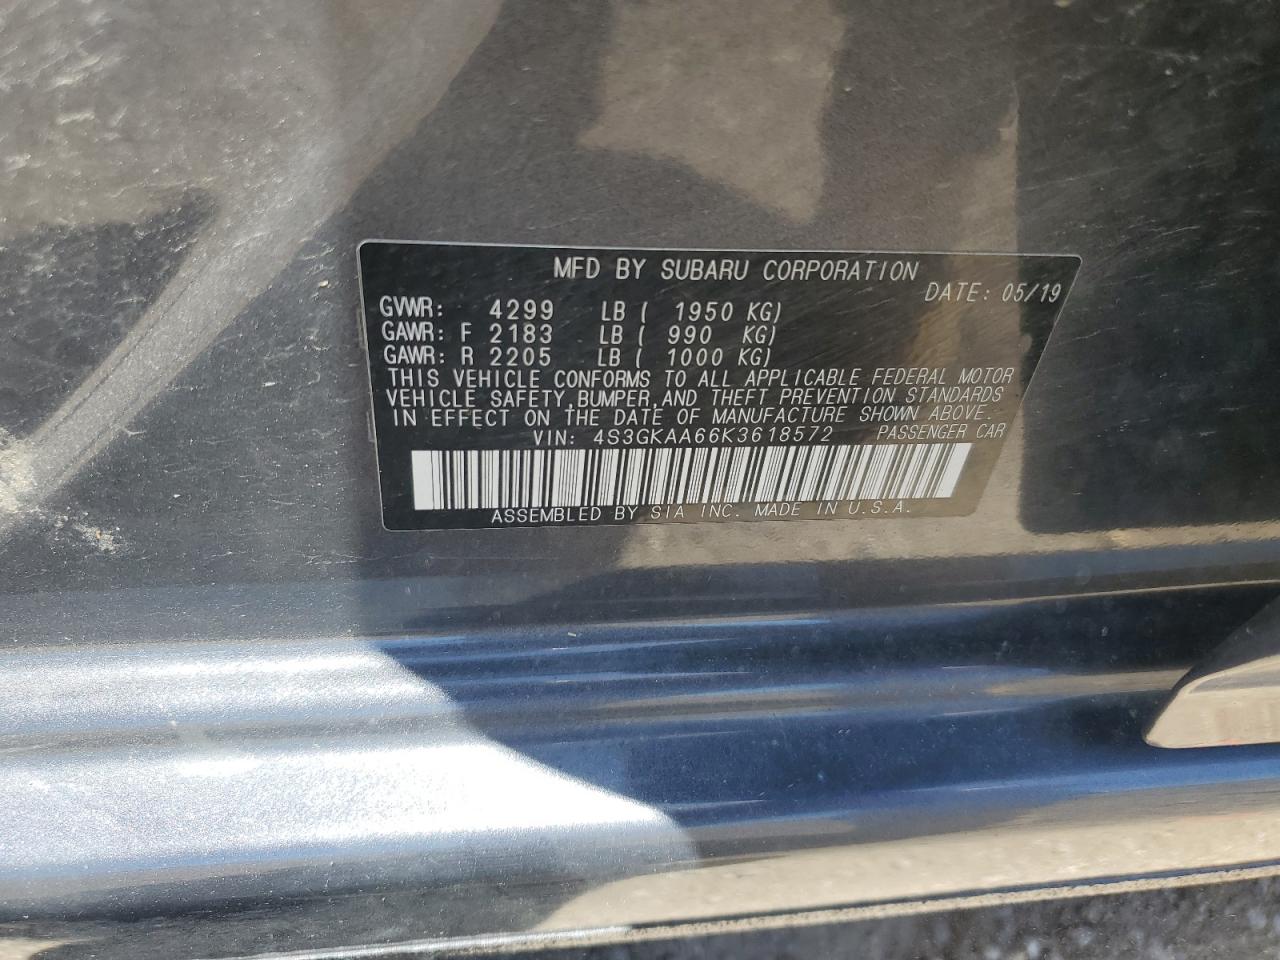 MFD BY SUBARU CORPORATION
DATE: 05/19
GVWR: 4299 LB ( 1950 KG)
GAWR: F 2183 LB ( 990 KG)
GAWR: R 2205 LB ( 1000 KG)
THIS VEHICLE CONFORMS TO ALL APPLICABLE FEDERAL MOTOR
VEHICLE SAFETY, BUMPER, AND THEFT PREVENTION STANDARDS
IN EFFECT ON THE DATE OF MANUFACTURE SHOWN ABOVE.
VIN: 4S3GKAA66K3618572 PASSENGER CAR
ASSEMBLED BY SIA INC. MADE IN U.S.A.